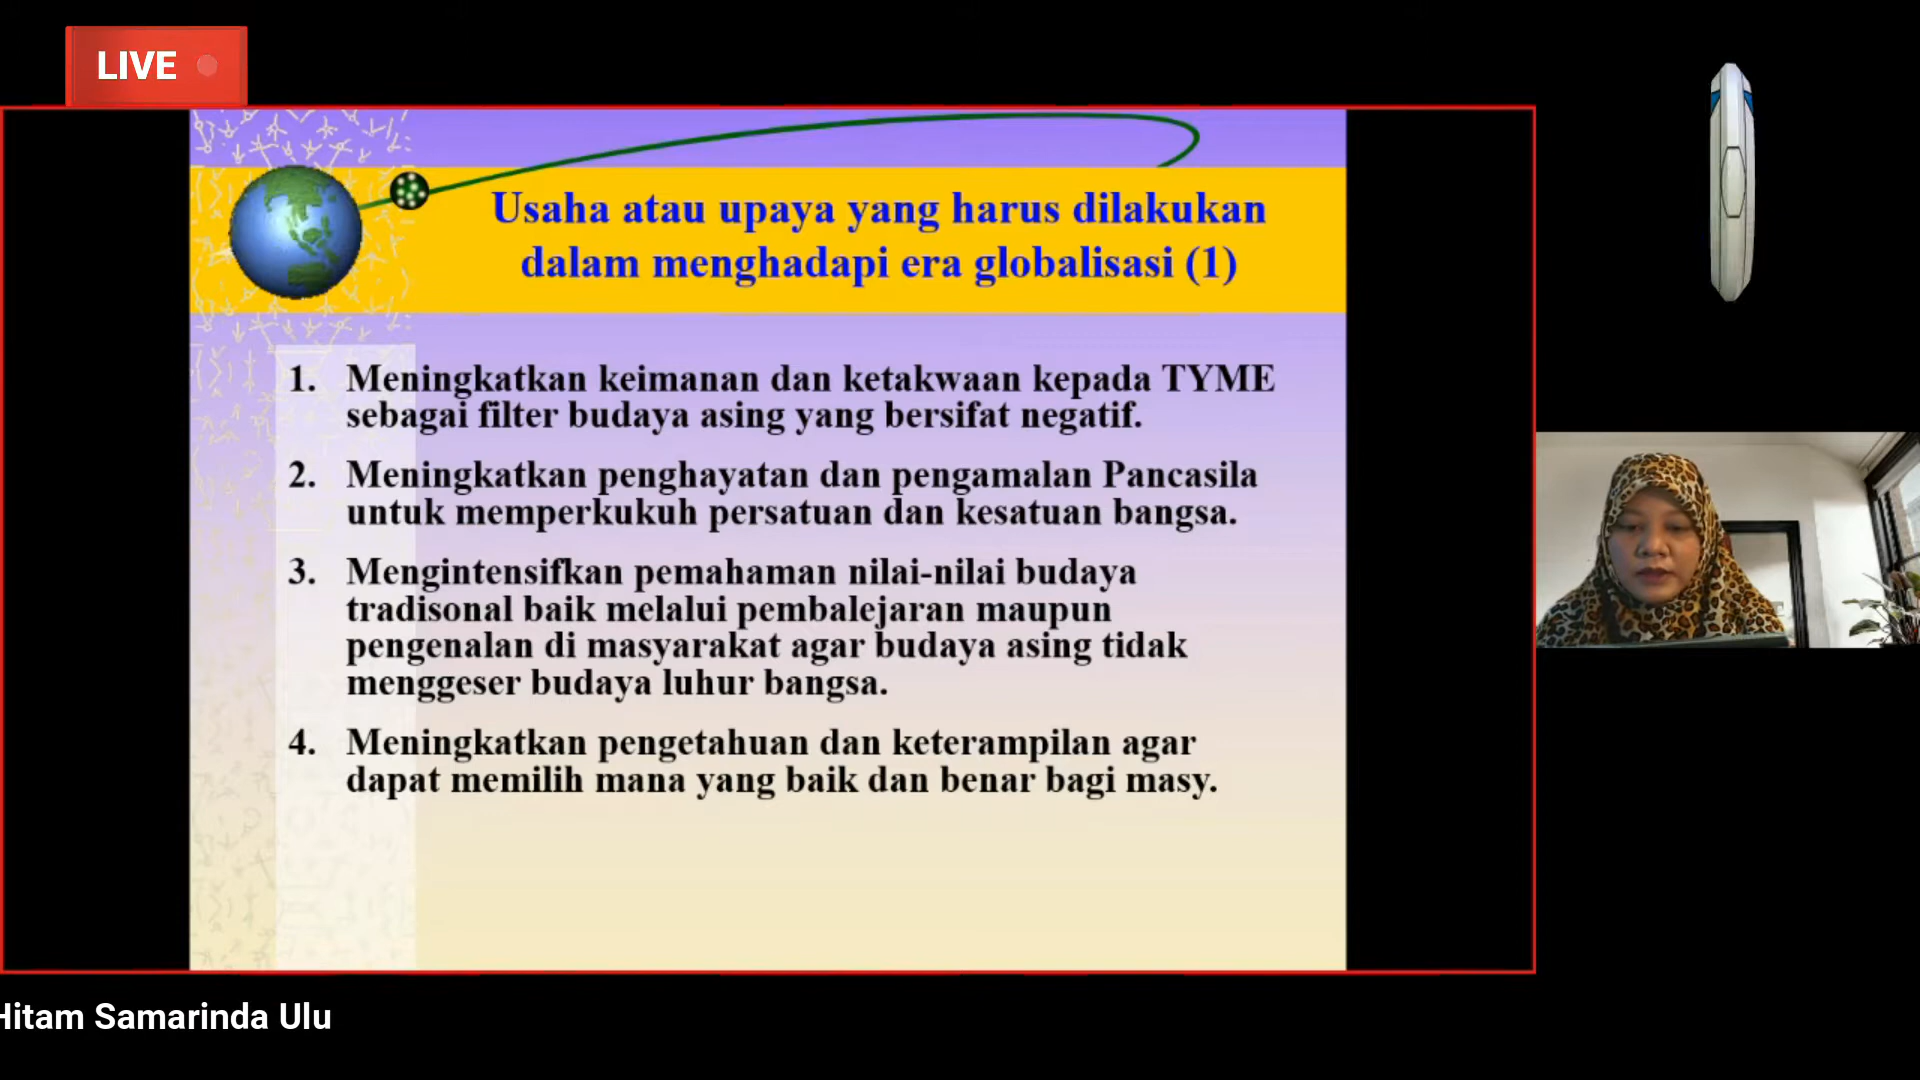 LIVE
Usaha atau upaya yang harus dilakukan
dalam menghadapi era globalisasi (1)
1. Meningkatkan keimanan dan ketakwaan kepada TYME
sebagai filter budaya asing yang bersifat negatif.
2. Meningkatkan penghayatan dan pengamalan Pancasila
untuk memperkukuh persatuan dan kesatuan bangsa.
3. Mengintensifkan pemahaman nilai-nilai budaya
tradisonal baik melalui pembalejaran maupun
pengenalan di masyarakat agar budaya asing tidak
menggeser budaya luhur bangsa.
4. Meningkatkan pengetahuan dan keterampilan agar
dapat memilih mana yang baik dan benar bagi masy.
Hitam Samarinda Ulu